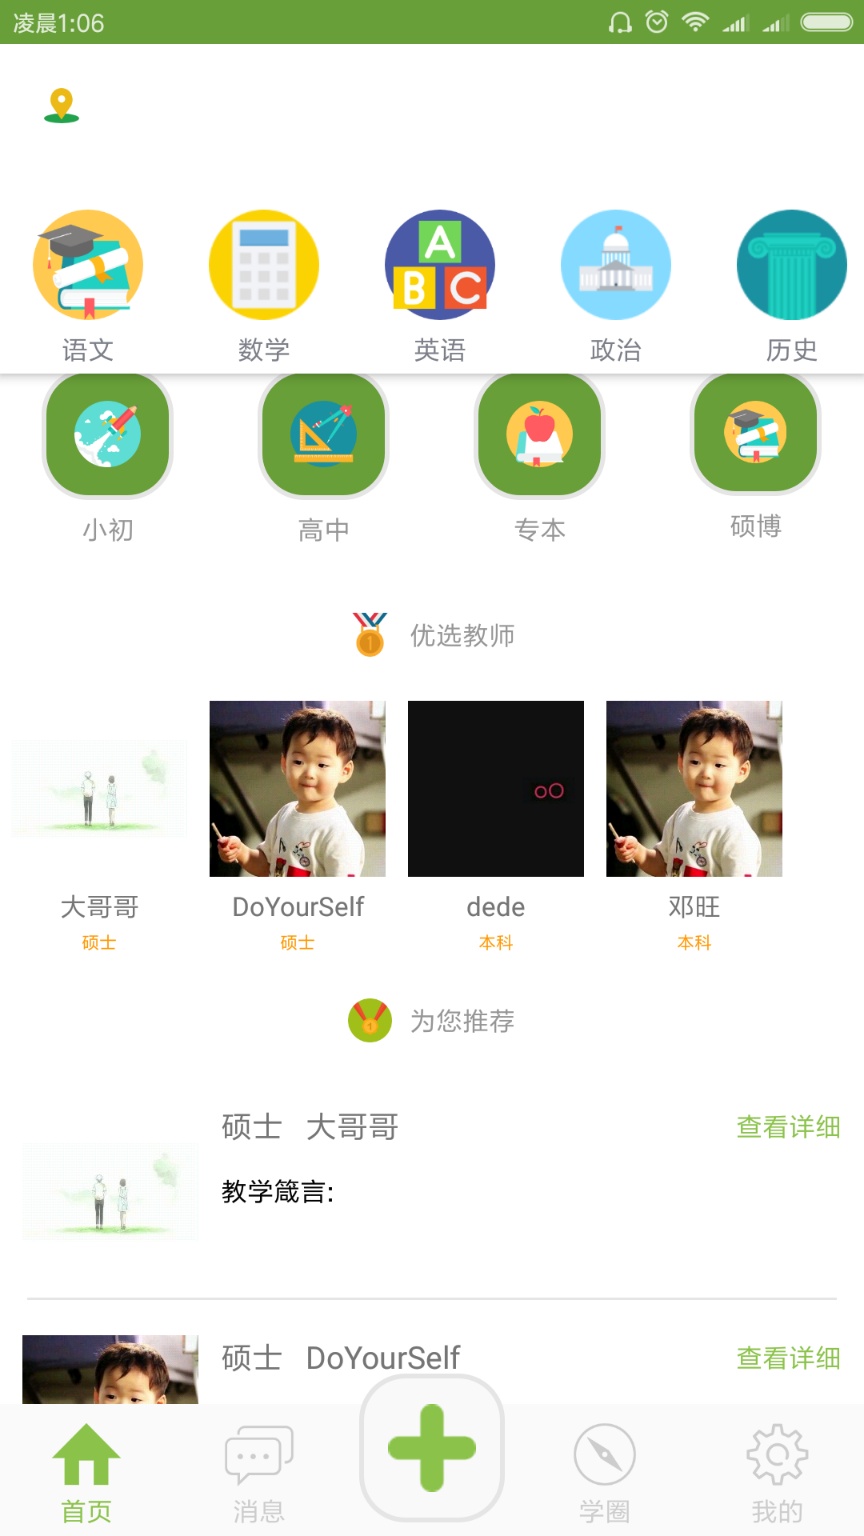 凌晨1:06
A
B C
语文 数学 英语 政治 历史
小初 高中 专本 硕博
1 优选教师
oO
大哥哥 DoYourSelf dede 邓旺
硕士 硕士 本科 本科
1 为您推荐
硕士 大哥哥 查看详细
教学箴言:
硕士 DoYourSelf 查看详细
首页 消息 学圈 我的